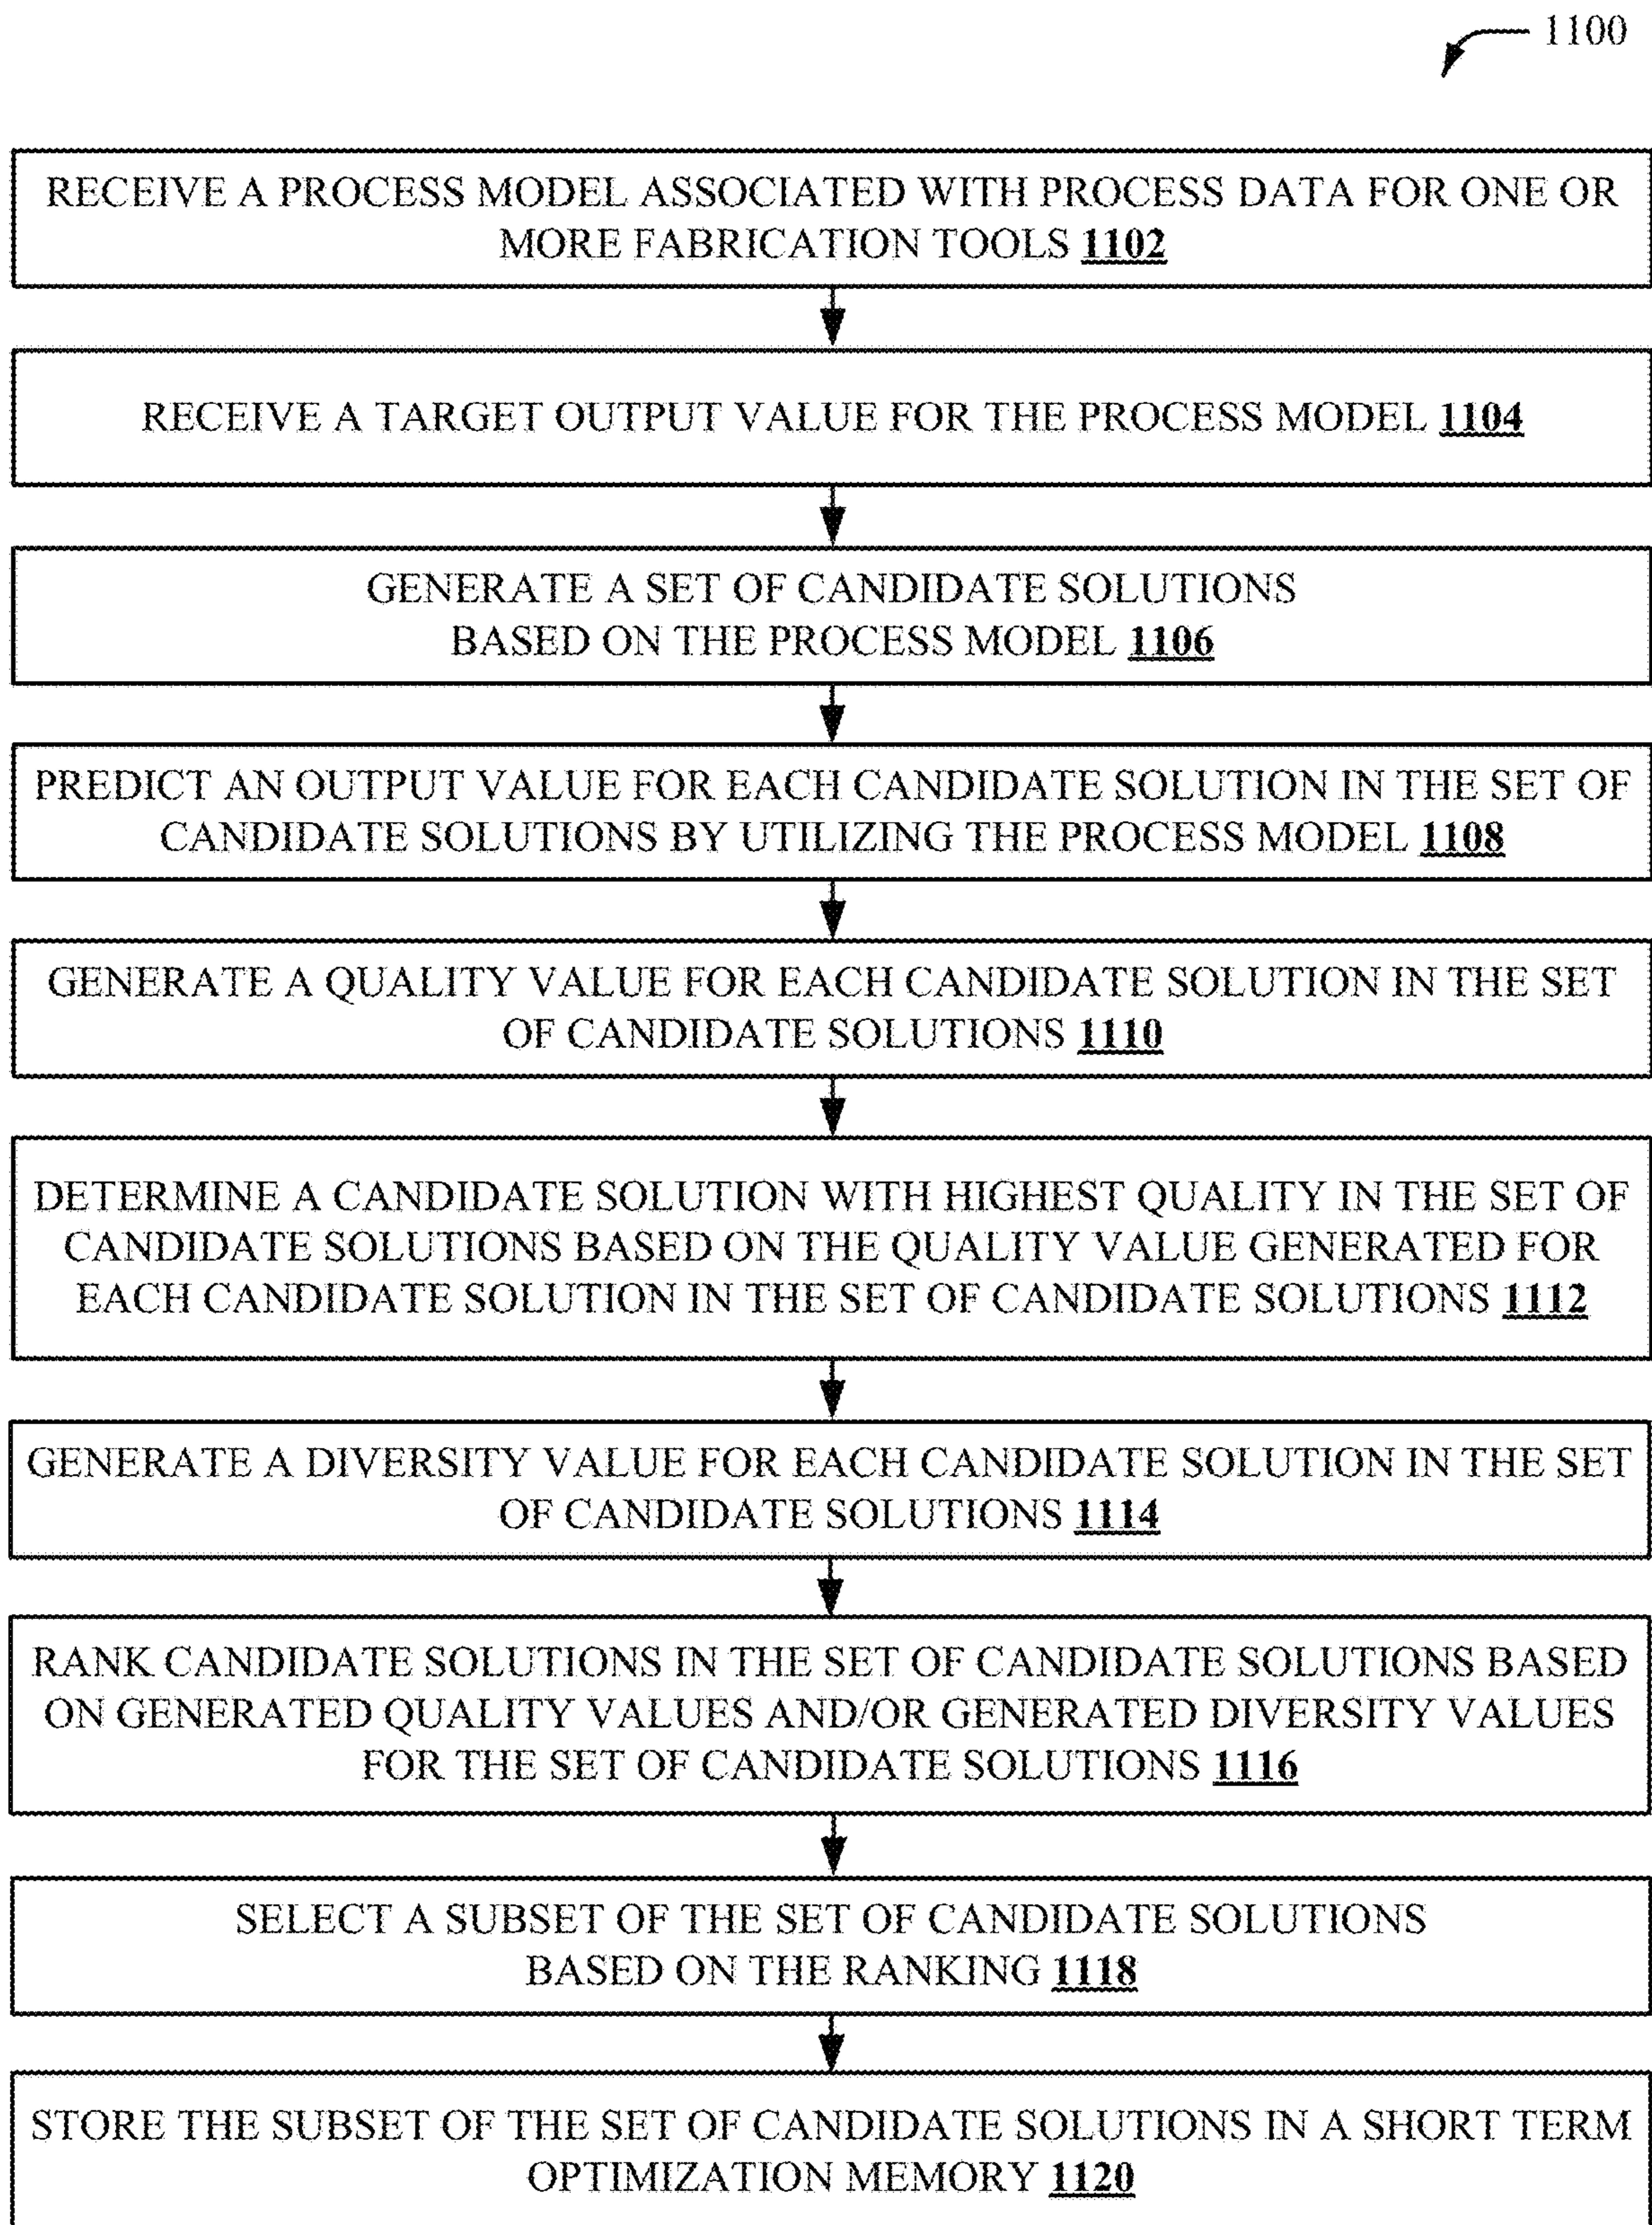 1100
RECEIVE A PROCESS MODEL ASSOCIATED WITH PROCESS DATA FOR ONE OR
MORE FABRICATION TOOLS 1102
RECEIVE A TARGET OUTPUT VALUE FOR THE PROCESS MODEL 1104
GENERATE A SET OF CANDIDATE SOLUTIONS
BASED ON THE PROCESS MODEL 1106
PREDICT AN OUTPUT VALUE FOR EACH CANDIDATE SOLUTION IN THE SET OF
CANDIDATE SOLUTIONS BY UTILIZING THE PROCESS MODEL 1108
GENERATE A QUALITY VALUE FOR EACH CANDIDATE SOLUTION IN THE SET
OF CANDIDATE SOLUTIONS 1110
DETERMINE A CANDIDATE SOLUTION WITH HIGHEST QUALITY IN THE SET OF
CANDIDATE SOLUTIONS BASED ON THE QUALITY VALUE GENERATED FOR
EACH CANDIDATE SOLUTION IN THE SET OF CANDIDATE SOLUTIONS 1112
GENERATE A DIVERSITY VALUE FOR EACH CANDIDATE SOLUTION IN THE SET
OF CANDIDATE SOLUTIONS 1114
RANK CANDIDATE SOLUTIONS IN THE SET OF CANDIDATE SOLUTIONS BASED
ON GENERATED QUALITY VALUES AND/OR GENERATED DIVERSITY VALUES
FOR THE SET OF CANDIDATE SOLUTIONS 1116
SELECT A SUBSET OF THE SET OF CANDIDATE SOLUTIONS
BASED ON THE RANKING 1118
STORE THE SUBSET OF THE SET OF CANDIDATE SOLUTIONS IN A SHORT TERM
OPTIMIZATION MEMORY 1120